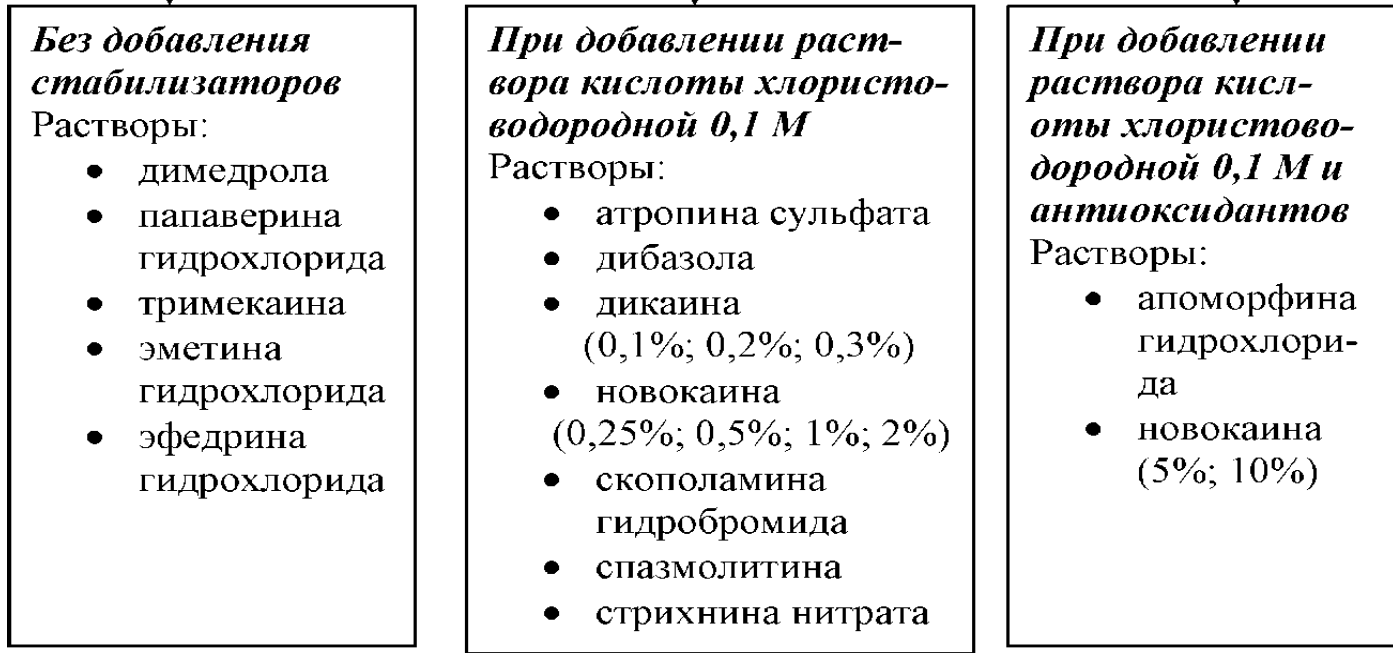 Без добавления
стабилизаторов
Растворы:
• димедрола
• папаверина
гидрохлорида
• тримекаина
• эметина
гидрохлорида
• эфедрина
гидрохлорида
При добавлении раст-
вора кислоты хлористо-
водородной 0,1 М
Растворы:
• атропина сульфата
• дибазола
• дикаина
(0,1%; 0,2%; 0,3%)
• новокаина
(0,25%; 0,5%; 1%; 2%)
• скополамина
гидробромида
• спазмолитина
• стрихнина нитрата
При добавлении
раствора кисл-
оты хлористово-
дородной 0,1 М и
антиоксидантов
Растворы:
• апоморфина
гидрохлори-
да
• новокаина
(5%; 10%)